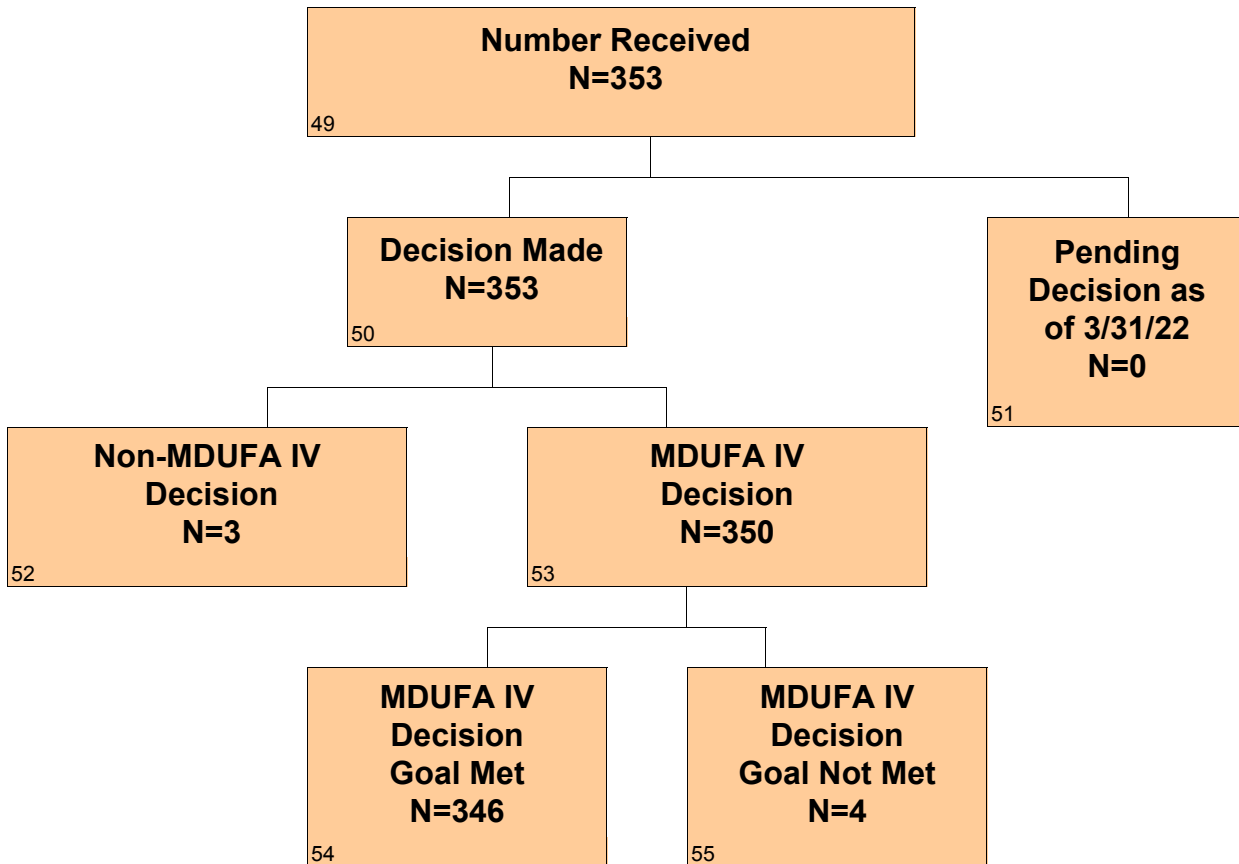 Number Received
N=353
49
Decision Made
N=353
50
Pending
Decision as
of 3/31/22
N=0
51
Non-MDUFA IV
Decision
N=3
52
MDUFA IV
Decision
N=350
53
MDUFA IV
Decision
Goal Met
N=346
54
MDUFA IV
Decision
Goal Not Met
N=4
55